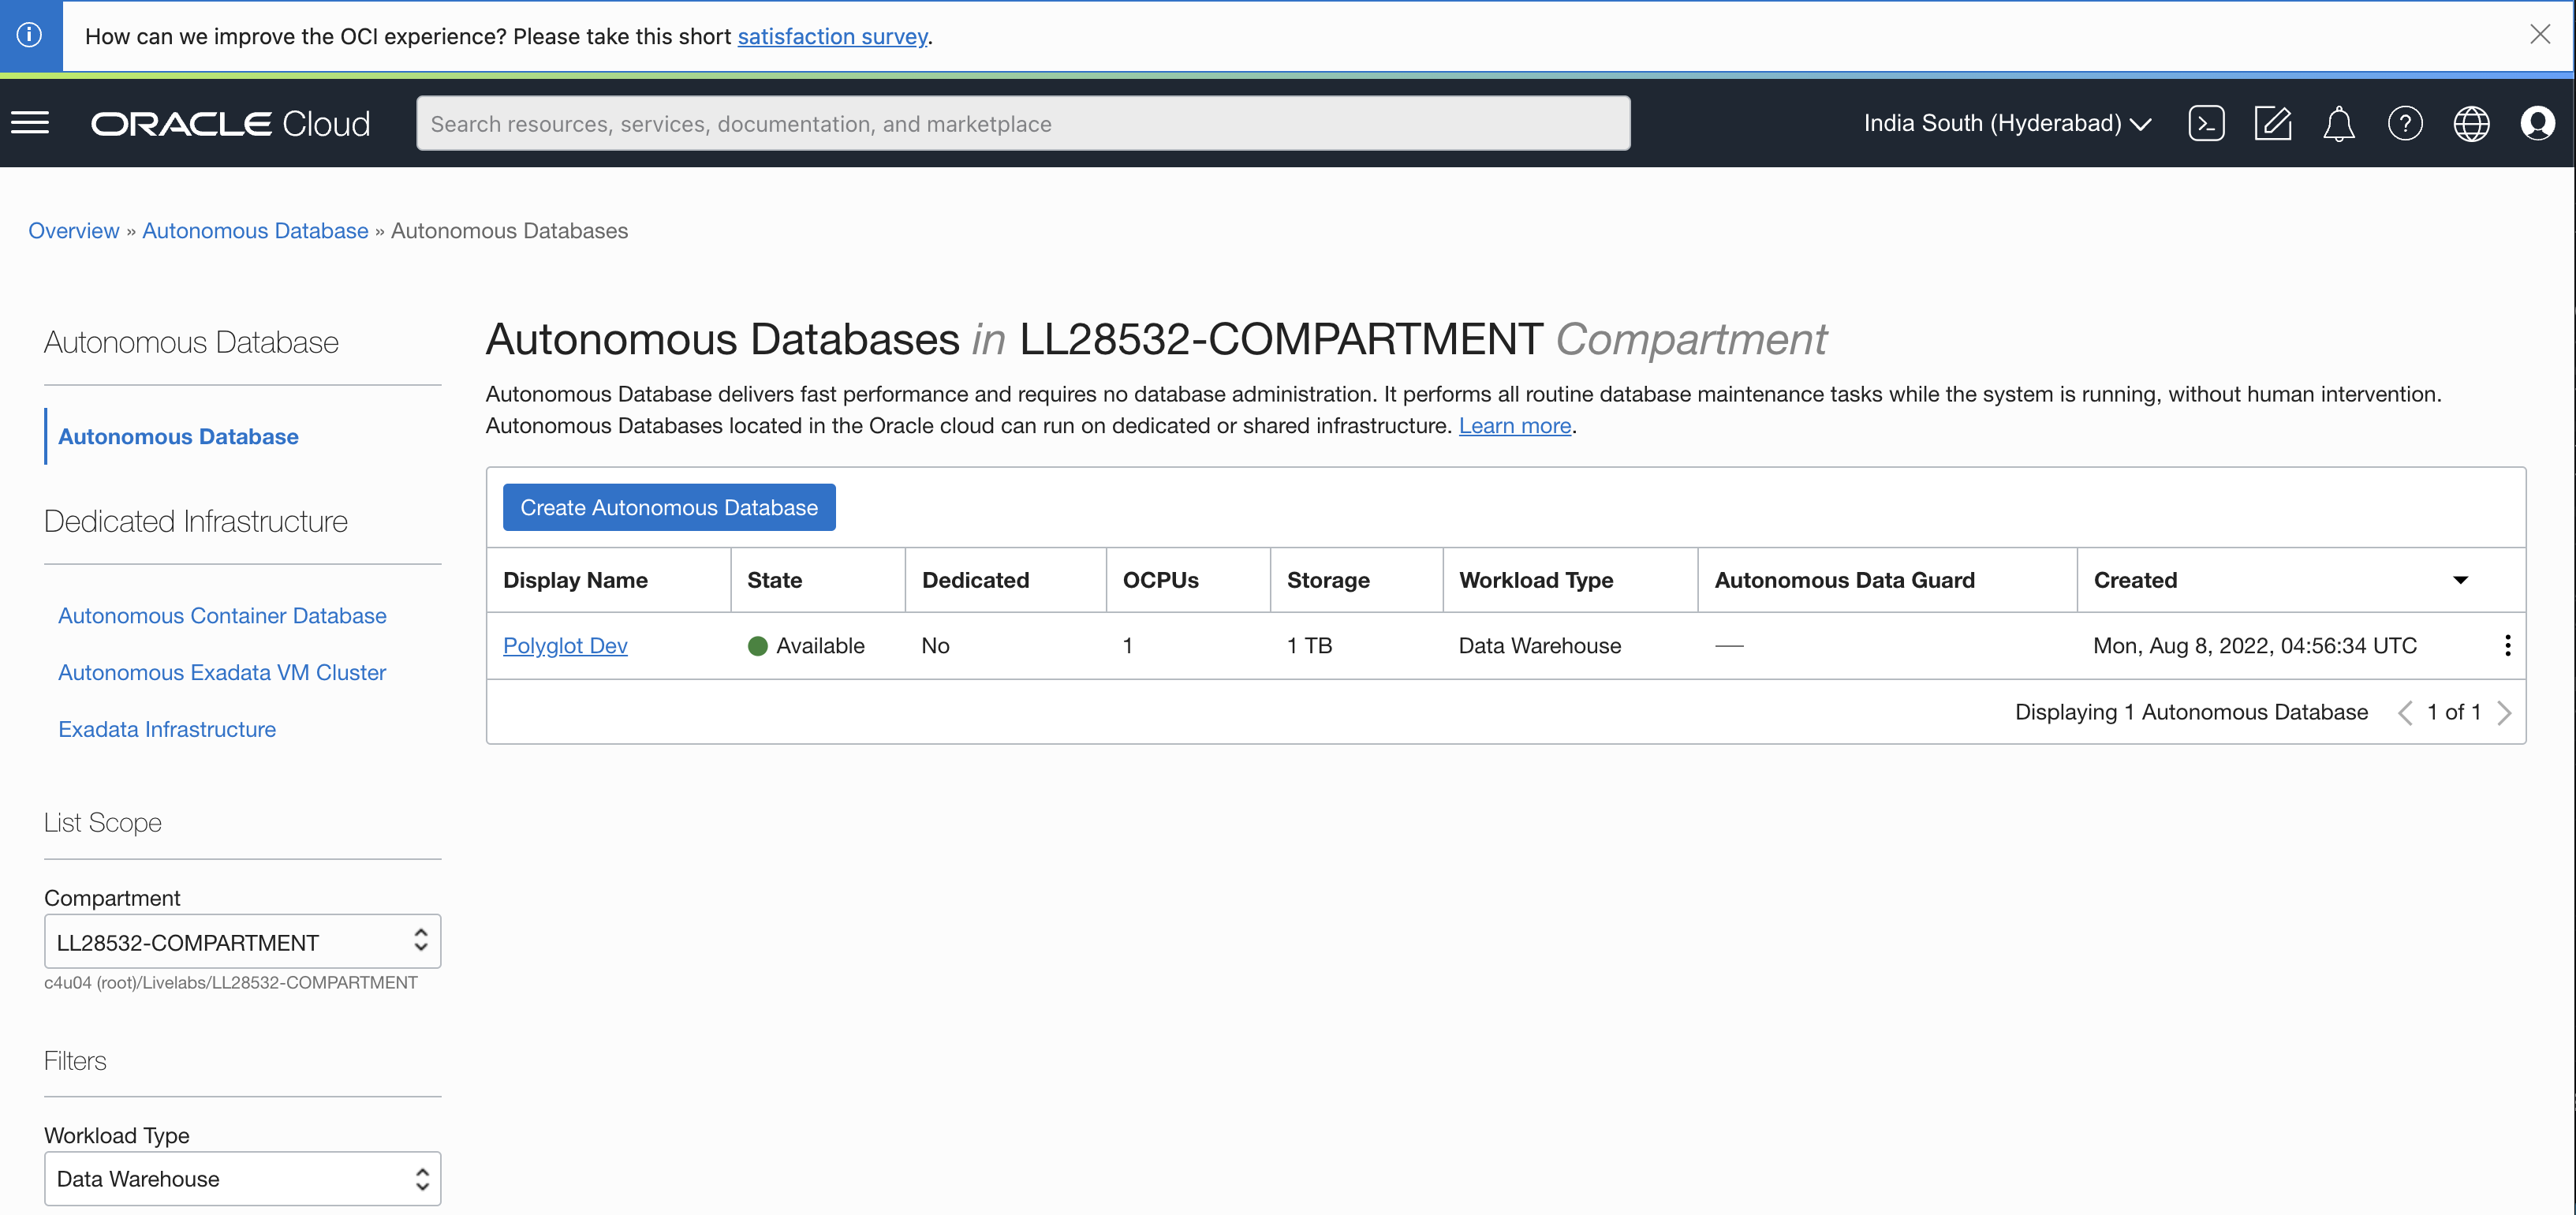 How can we improve the OCI experience? Please take this short satisfaction survey.
ORACLE Cloud
Search resources, services, documentation, and marketplace
India South (Hyderabad)
Overview » Autonomous Database » Autonomous Databases
Autonomous Database
Autonomous Database
Dedicated Infrastructure
Autonomous Container Database
Autonomous Exadata VM Cluster
Exadata Infrastructure
List Scope
Compartment
LL28532-COMPARTMENT
c4u04 (root)/Livelabs/LL28532-COMPARTMENT
Filters
Workload Type
Data Warehouse
Autonomous Databases in LL28532-COMPARTMENT Compartment
Autonomous Database delivers fast performance and requires no database administration. It performs all routine database maintenance tasks while the system is running, without human intervention.
Autonomous Databases located in the Oracle cloud can run on dedicated or shared infrastructure. Learn more.
Create Autonomous Database
Display Name State Dedicated OCPUs Storage Workload Type Autonomous Data Guard Created
Polyglot Dev Available No 1 1 TB Data Warehouse — Mon, Aug 8, 2022, 04:56:34 UTC
Displaying 1 Autonomous Database 1 of 1